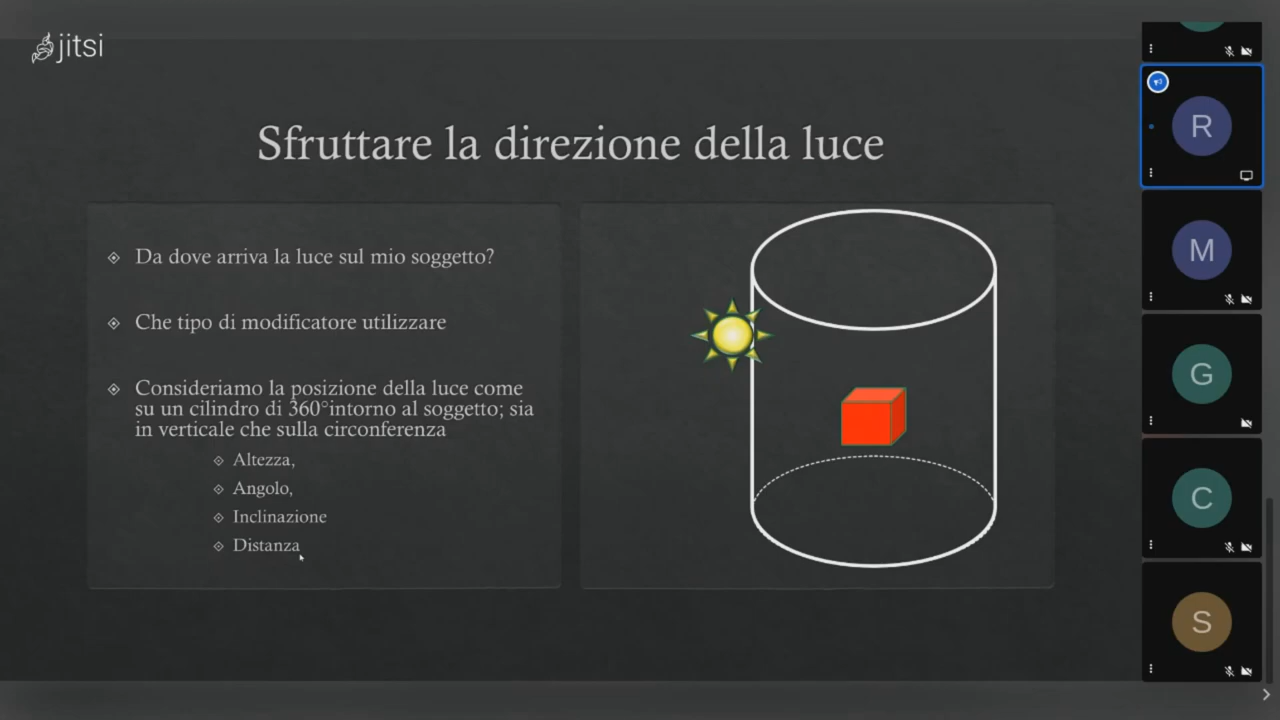 jitsi
Sfruttare la direzione della luce
Da dove arriva la luce sul mio soggetto?
Che tipo di modificatore utilizzare
Consideriamo la posizione della luce come
su un cilindro di 360°intorno al soggetto; sia
in verticale che sulla circonferenza
Altezza,
Angolo,
Inclinazione
Distanza
R
M
G
C
S